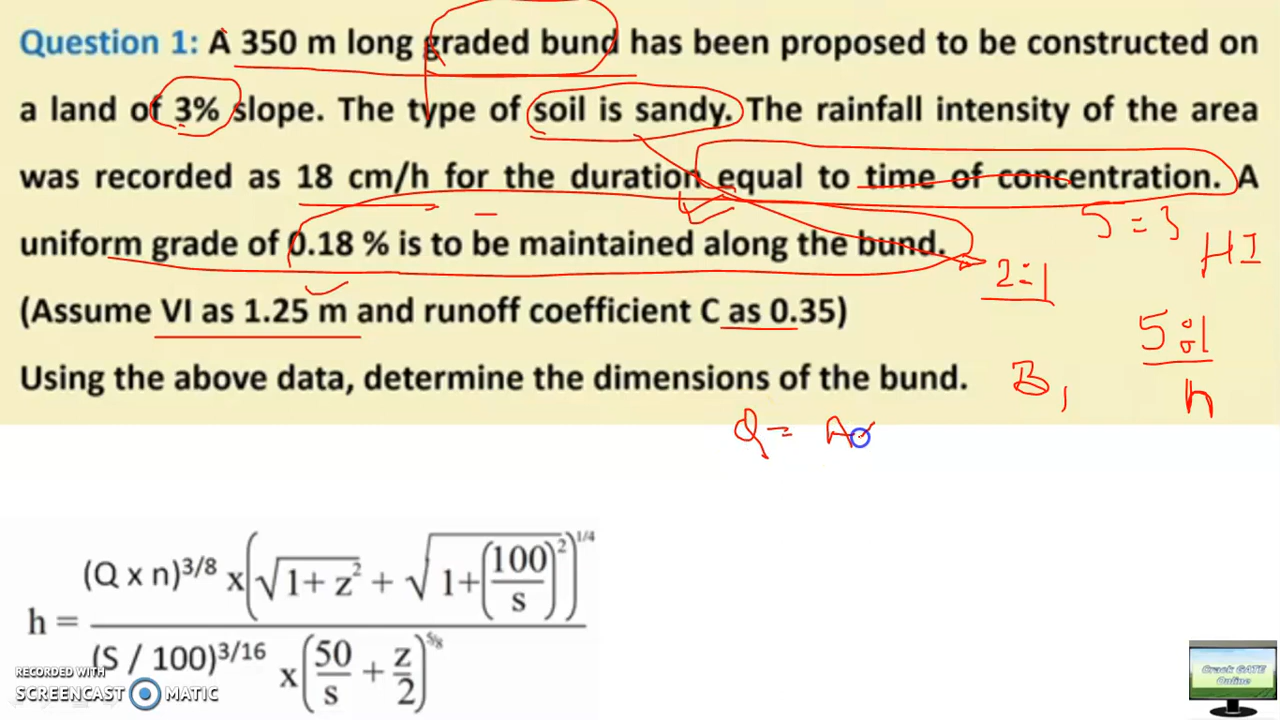 Question 1: A 350 m long graded bund has been proposed to be constructed on
a land of 3% slope. The type of soil is sandy. The rainfall intensity of the area
was recorded as 18 cm/h for the duration equal to time of concentration. A
uniform grade of 0.18 % is to be maintained along the bund.
(Assume VI as 1.25 m and runoff coefficient C as 0.35)
Using the above data, determine the dimensions of the bund.
5 = 3
HI
2:1
5:1
B,
h
Q = A
h = (Q x n)^3/8 x (√1+ z^2 + √1+(100/s)^2)^1/4 / (S / 100)^3/16 x (50/s + z/2)^5/8
RECORDED WITH
SCREENCAST MATIC
Crack GATE
Online